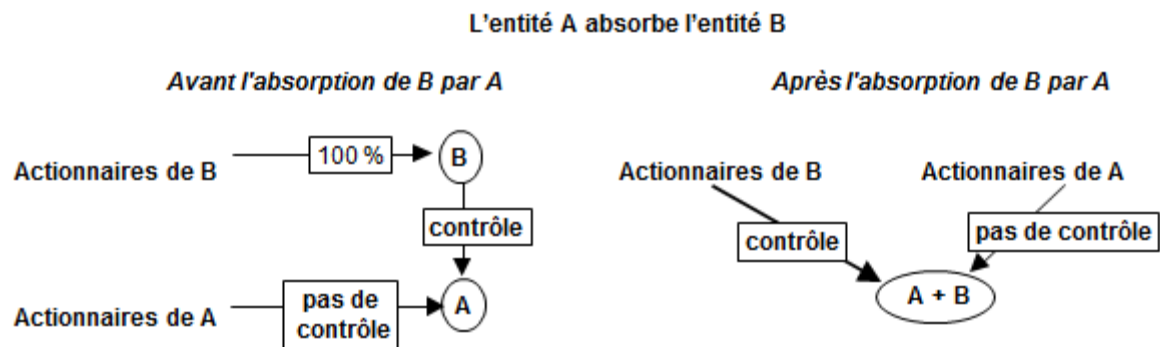 L'entité A absorbe l'entité B
Avant l'absorption de B par A
Après l'absorption de B par A
Actionnaires de B
100 %
B
contrôle
Actionnaires de A
pas de
contrôle
A
Actionnaires de B
Actionnaires de A
contrôle
pas de contrôle
A + B